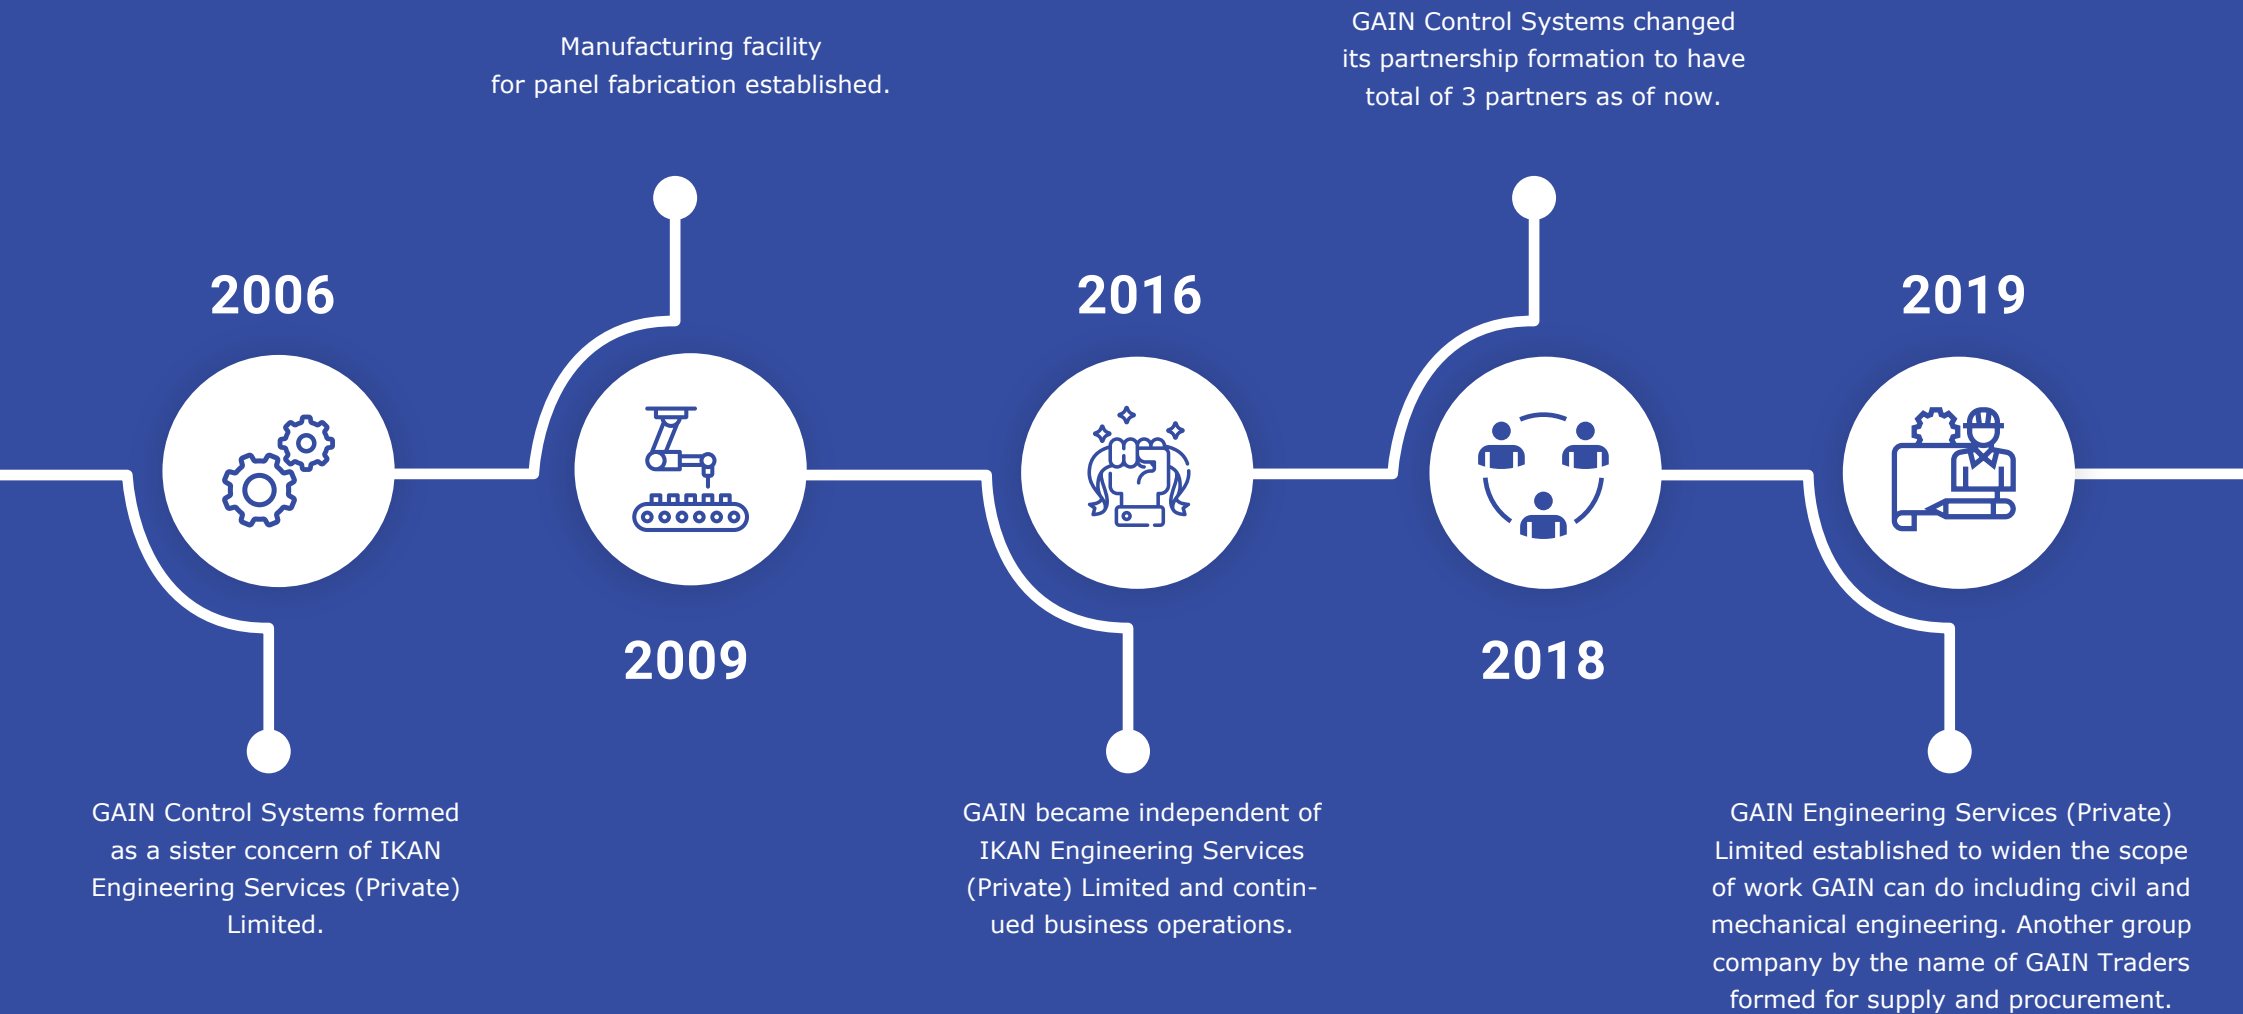 2006
GAIN Control Systems formed
as a sister concern of IKAN
Engineering Services (Private)
Limited.
Manufacturing facility
for panel fabrication established.
2009
2016
GAIN became independent of
IKAN Engineering Services
(Private) Limited and contin-
ued business operations.
GAIN Control Systems changed
its partnership formation to have
total of 3 partners as of now.
2018
2019
GAIN Engineering Services (Private)
Limited established to widen the scope
of work GAIN can do including civil and
mechanical engineering. Another group
company by the name of GAIN Traders
formed for supply and procurement.